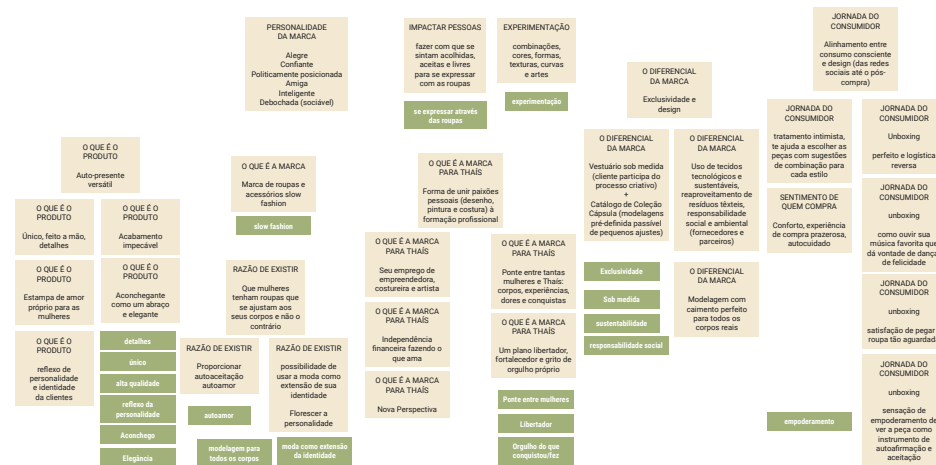 PERSONALIDADE
DA MARCA
Alegre
Confiante
Politicamente posicionada
Amiga
Inteligente
Debochada (sociável)
IMPACTAR PESSOAS
fazer com que se
sintam acolhidas,
aceitas e livres
para se expressar
com as roupas
se expressar através
das roupas
EXPERIMENTAÇÃO
combinações,
cores, formas,
texturas, curvas
e artes
experimentação
O DIFERENCIAL
DA MARCA
Exclusividade e
design
JORNADA DO
CONSUMIDOR
Alinhamento entre
consumo consciente
e design (das redes
sociais até o pós-
compra)
O QUE É O
PRODUTO
Auto-presente
versátil
O QUE É O
PRODUTO
Único, feito a mão,
detalhes
O QUE É O
PRODUTO
Acabamento
impecável
O QUE É O
PRODUTO
Estampa de amor
próprio para as
mulheres
O QUE É O
PRODUTO
Aconchegante
como um abraço
e elegante
O QUE É O
PRODUTO
reflexo de
personalidade
e identidade
da clientes
detalhes
único
alta qualidade
reflexo da
personalidade
Aconchego
Elegância
O QUE É A MARCA
Marca de roupas e
acessórios slow
fashion
slow fashion
RAZÃO DE EXISTIR
Que mulheres
tenham roupas que
se ajustam aos
seus corpos e não o
contrário
RAZÃO DE EXISTIR
Proporcionar
autoaceitação
autoamor
autoamor
RAZÃO DE EXISTIR
possibilidade de
usar a moda como
extensão de sua
identidade
Florescer a
personalidade
modelagem para
todos os corpos
moda como extensão
da identidade
O QUE É A MARCA
PARA THAÍS
Forma de unir paixões
pessoais (desenho,
pintura e costura) à
formação profissional
O QUE É A MARCA
PARA THAÍS
Seu emprego de
empreendedora,
costureira e artista
O QUE É A MARCA
PARA THAÍS
Independência
financeira fazendo o
que ama
O QUE É A MARCA
PARA THAÍS
Nova Perspectiva
O QUE É A MARCA
PARA THAÍS
Ponte entre tantas
mulheres e Thaís:
corpos, experiências,
dores e conquistas
O QUE É A MARCA
PARA THAÍS
Um plano libertador,
fortalecedor e grito de
orgulho próprio
Ponte entre mulheres
Libertador
Orgulho do que
conquistou/fez
O DIFERENCIAL
DA MARCA
Vestuário sob medida
(cliente participa do
processo criativo)
+
Catálogo de Coleção
Cápsula (modelagens
pré-definida passível
de pequenos ajustes)
O DIFERENCIAL
DA MARCA
Uso de tecidos
tecnológicos e
sustentáveis,
reaproveitamento de
resíduos têxteis,
responsabilidade
social e ambiental
(fornecedores e
parceiros)
Exclusividade
Sob medida
sustentabilidade
responsabilidade social
O DIFERENCIAL
DA MARCA
Modelagem com
caimento perfeito
para todos os
corpos reais
JORNADA DO
CONSUMIDOR
tratamento intimista,
te ajuda a escolher as
peças com sugestões
de combinação para
cada estilo
SENTIMENTO DE
QUEM COMPRA
Conforto, experiência
de compra prazerosa,
autocuidado
empoderamento
JORNADA DO
CONSUMIDOR
Unboxing
perfeito e logística
reversa
JORNADA DO
CONSUMIDOR
unboxing
como ouvir sua
música favorita que
dá vontade de dança
de felicidade
JORNADA DO
CONSUMIDOR
unboxing
satisfação de pegar
roupa tão aguardad
JORNADA DO
CONSUMIDOR
unboxing
sensação de
empoderamento de
ver a peça como
instrumento de
autoafirmação e
aceitação